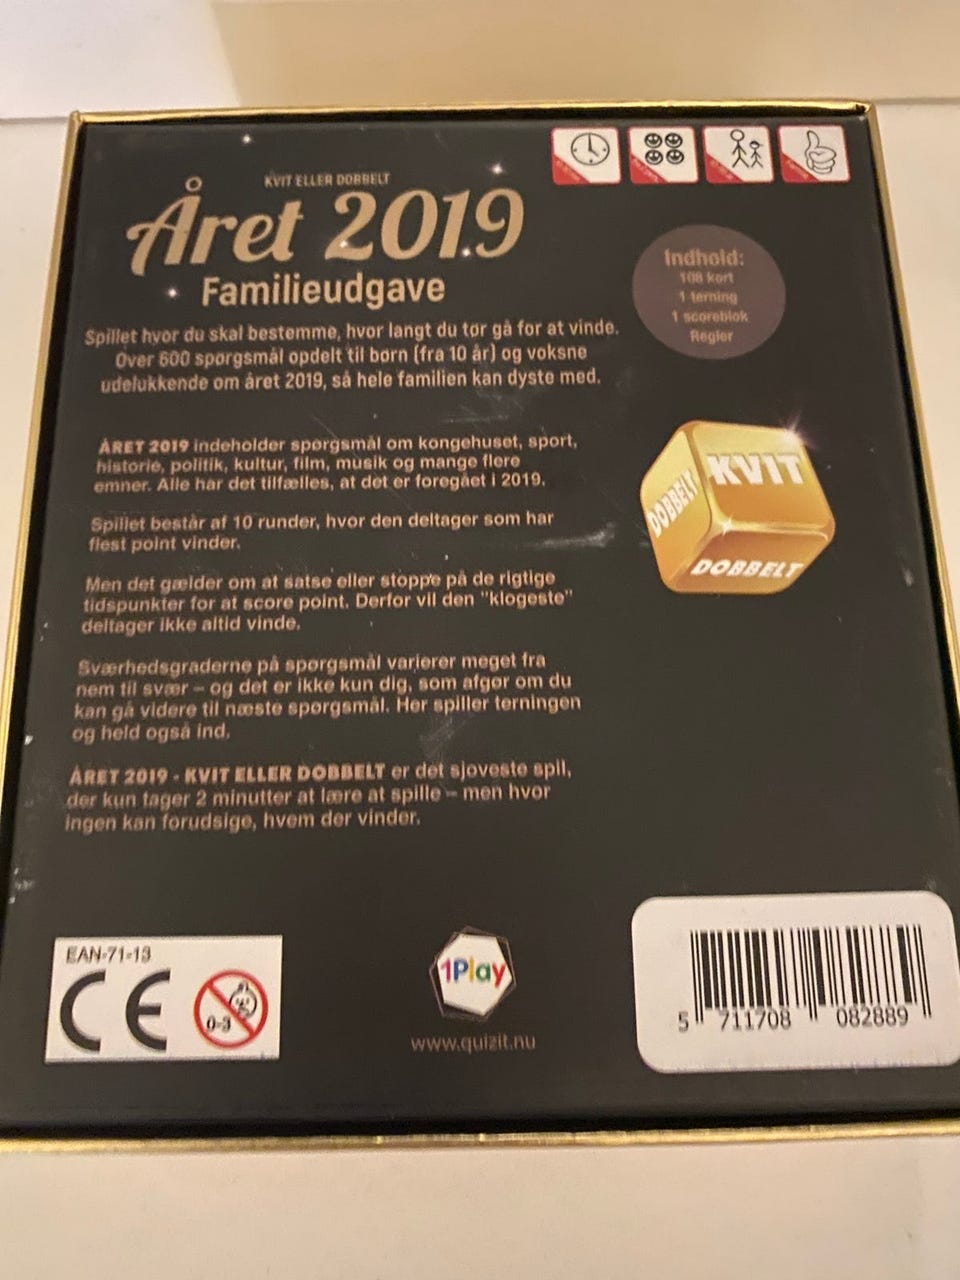 KVIT ELLER DOBBELT
Året 2019
Familieudgave
Spillet hvor du skal bestemme, hvor langt du tør gå for at vinde.
Over 600 spørgsmål opdelt til børn (fra 10 år) og voksne
udelukkende om året 2019, så hele familien kan dyste med.
Indhold:
108 kort
1 terning
1 scoreblok
Regler
ÅRET 2019 indeholder spørgsmål om kongehuset, sport,
historie, politik, kultur, film, musik og mange flere
emner. Alle har det tilfælles, at det er foregået i 2019.
Spillet består af 10 runder, hvor den deltager som har
flest point vinder.
Men det gælder om at satse eller stoppe på de rigtige
tidspunkter for at score point. Derfor vil den "klogeste"
deltager ikke altid vinde.
Sværhedsgraderne på spørgsmål varierer meget fra
nem til svær – og det er ikke kun dig, som afgør om du
kan gå videre til næste spørgsmål. Her spiller terningen
og held også ind.
ÅRET 2019 - KVIT ELLER DOBBELT er det sjoveste spil,
der kun tager 2 minutter at lære at spille – men hvor
ingen kan forudsige, hvem der vinder.
KVIT
DOBBELT
DOBBELT
EAN-71-13
CE
0-3
1Play
www.quizit.nu
5 711708 082889